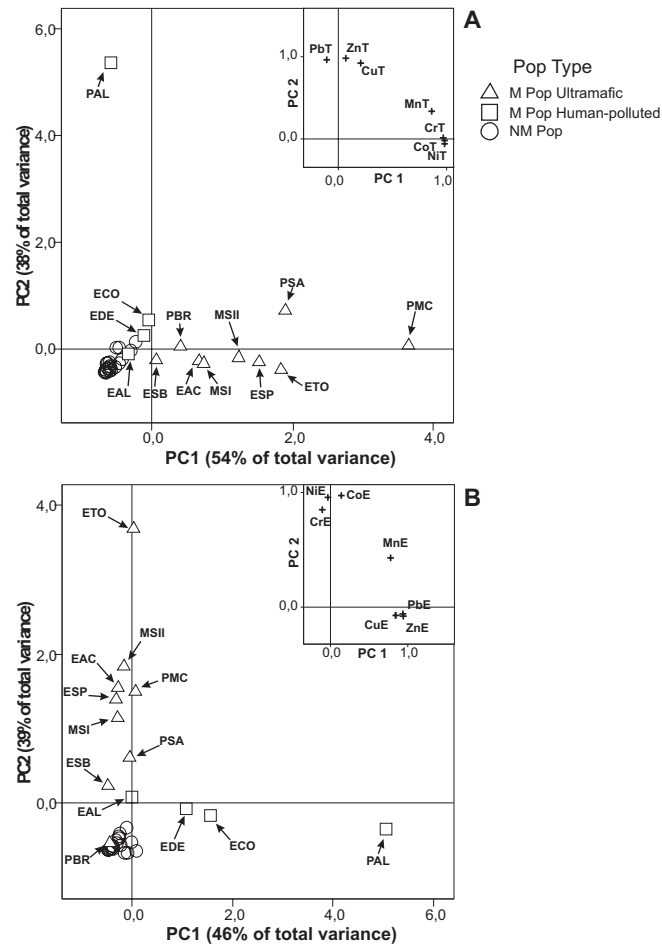 A
6,0
4,0
2,0
0,0
PC2 (38% of total variance)
PAL
ECO
EDE
EAL
ESB
PBR
EAC
MSI
MSII
ESP
PSA
ETO
PMC
0,0
2,0
4,0
PC1 (54% of total variance)
1,0
0,0
PC 2
PbT
ZnT
CuT
MnT
CrT
CoT
NiT
0,0
PC 1
1,0
Pop Type
M Pop Ultramafic
M Pop Human-polluted
NM Pop
B
4,0
2,0
0,0
PC2 (39% of total variance)
ETO
MSII
EAC
ESP
PMC
MSI
PSA
ESB
EAL
PBR
EDE
ECO
PAL
0,0
2,0
4,0
6,0
PC1 (46% of total variance)
1,0
0,0
PC 2
NiE
CoE
CrE
MnE
PbE
CuE
ZnE
0,0
PC 1
1,0